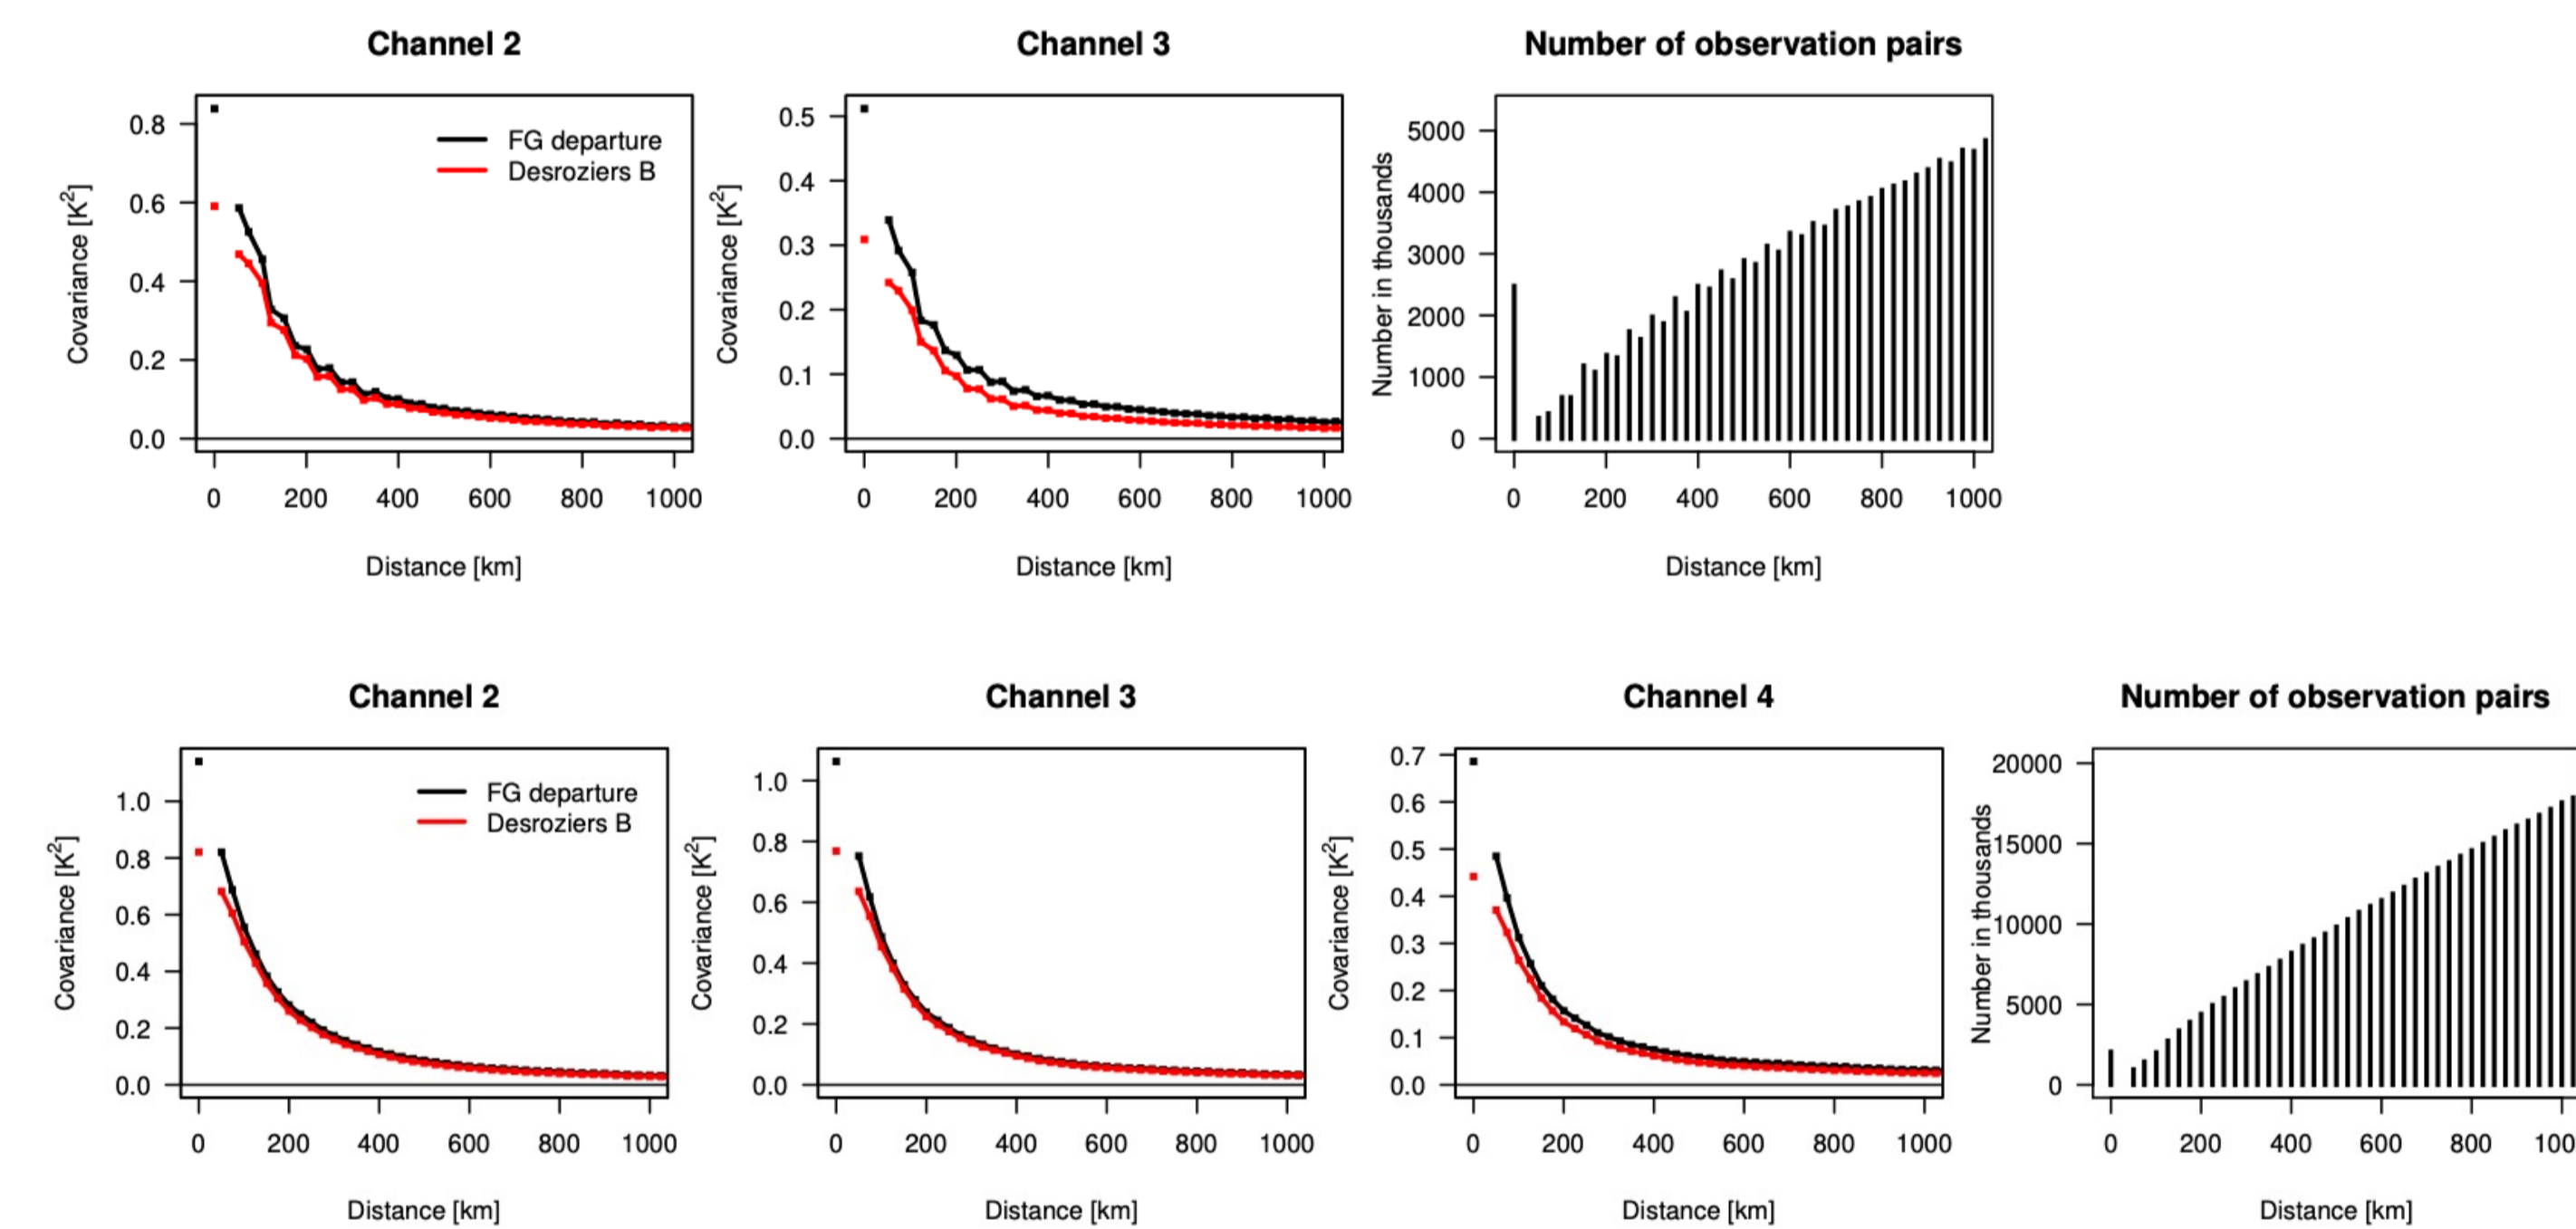 Channel 2
Channel 3
Number of observation pairs
Covariance [K²]
0.8
0.6
0.4
0.2
0.0
FG departure
Desroziers B
0 200 400 600 800 1000
Distance [km]
Covariance [K²]
0.5
0.4
0.3
0.2
0.1
0.0
0 200 400 600 800 1000
Distance [km]
Number in thousands
5000
4000
3000
2000
1000
0
0 200 400 600 800 1000
Distance [km]
Channel 2
Channel 3
Channel 4
Number of observation pairs
Covariance [K²]
1.0
0.8
0.6
0.4
0.2
0.0
FG departure
Desroziers B
0 200 400 600 800 1000
Distance [km]
Covariance [K²]
1.0
0.8
0.6
0.4
0.2
0.0
0 200 400 600 800 1000
Distance [km]
Covariance [K²]
0.7
0.6
0.5
0.4
0.3
0.2
0.1
0.0
0 200 400 600 800 1000
Distance [km]
Number in thousands
20000
15000
10000
5000
0
0 200 400 600 800 100
Distance [km]